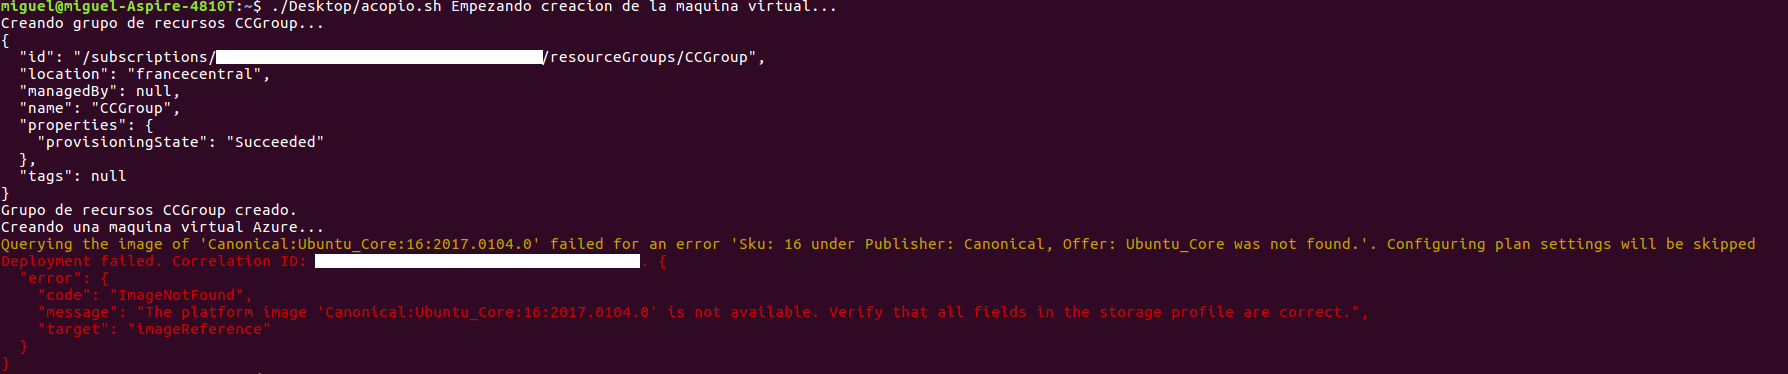 miguel@miguel-Aspire-4810T:~$ ./Desktop/acopio.sh Empezando creacion de la maquina virtual...
Creando grupo de recursos CCGroup...
{
  "id": "/subscriptions/ /resourceGroups/CCGroup",
  "location": "francecentral",
  "managedBy": null,
  "name": "CCGroup",
  "properties": {
    "provisioningState": "Succeeded"
  },
  "tags": null
}
Grupo de recursos CCGroup creado.
Creando una maquina virtual Azure...
Querying the image of 'Canonical:Ubuntu_Core:16:2017.0104.0' failed for an error 'Sku: 16 under Publisher: Canonical, Offer: Ubuntu_Core was not found.'. Configuring plan settings will be skipped
Deployment failed. Correlation ID: . {
  "error": {
    "code": "ImageNotFound",
    "message": "The platform image 'Canonical:Ubuntu_Core:16:2017.0104.0' is not available. Verify that all fields in the storage profile are correct.",
    "target": "imageReference"
  }
}